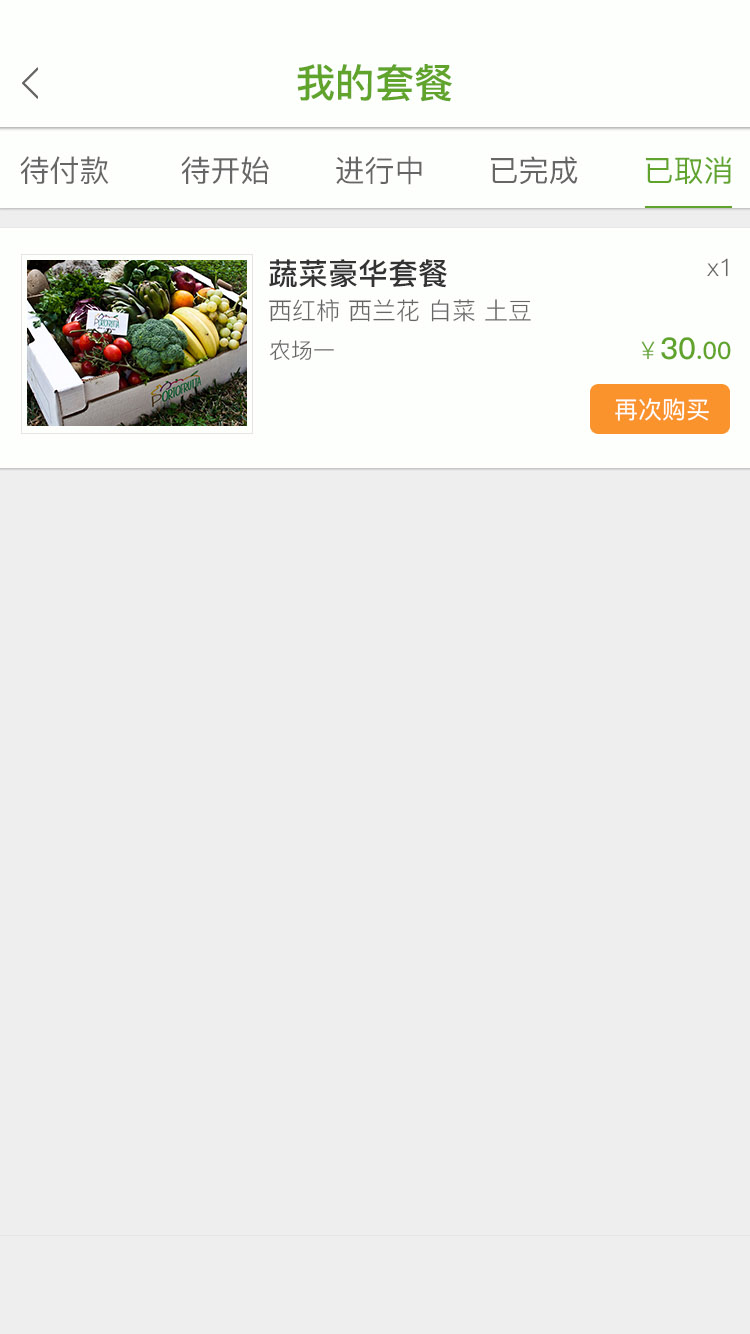 我的套餐
待付款 待开始 进行中 已完成 已取消
蔬菜豪华套餐 x1
西红柿 西兰花 白菜 土豆
农场一 ¥30.00
再次购买
PORTOFRUTTA